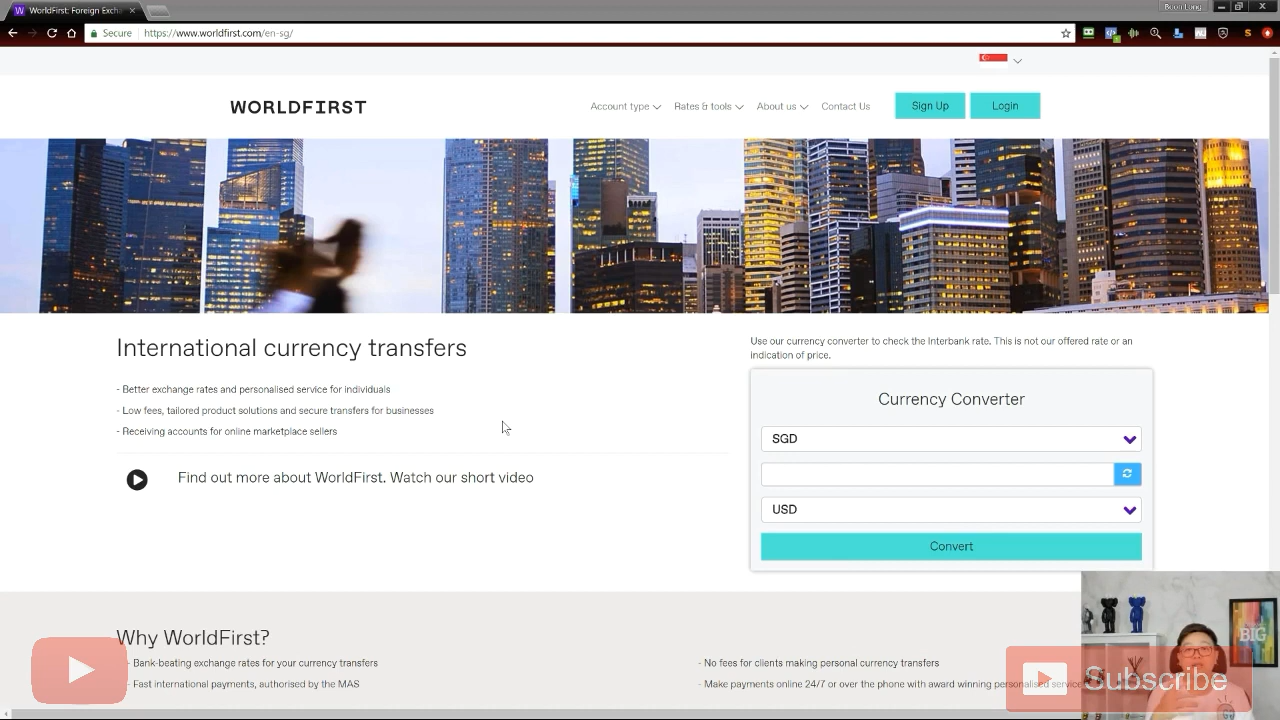 WorldFirst: Foreign Exch
Boon Lang
Secure
https://www.worldfirst.com/en-sg/
WORLDFIRST
Account type
Rates & tools
About us
Contact Us
Sign Up
Login
International currency transfers
- Better exchange rates and personalised service for individuals
- Low fees, tailored product solutions and secure transfers for businesses
- Receiving accounts for online marketplace sellers
Find out more about WorldFirst. Watch our short video
Use our currency converter to check the Interbank rate. This is not our offered rate or an
indication of price.
Currency Converter
SGD
USD
Convert
Why WorldFirst?
- Bank-beating exchange rates for your currency transfers
- Fast international payments, authorised by the MAS
- No fees for clients making personal currency transfers
- Make payments online 24/7 or over the phone with award winning personalised service
BIG
Subscribe